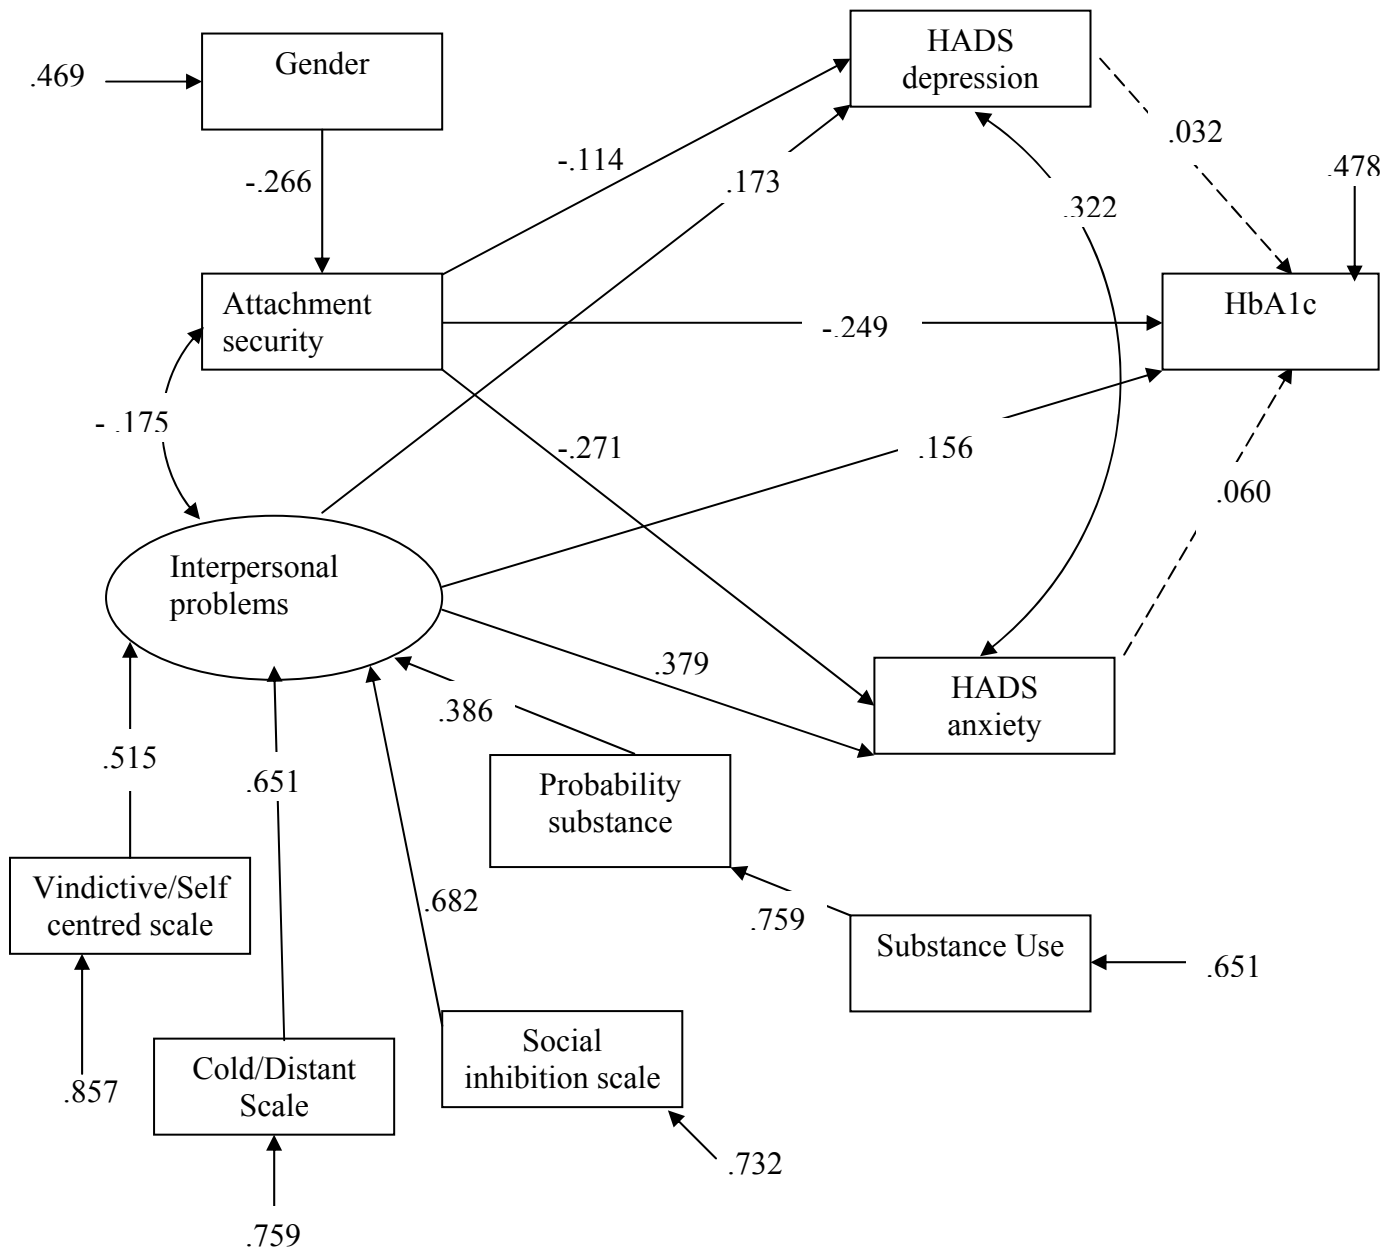 HADS
depression
Gender
.469
.032
-.114
.478
.173
-.266
.322
Attachment
security
HbA1c
-.249
- .175
-.271
.156
.060
Interpersonal
problems
.379
HADS
anxiety
.386
.515
.651
Probability
substance
Vindictive/Self
centred scale
.682
.759
Substance Use
.651
Social
inhibition scale
Cold/Distant
Scale
.857
.732
.759